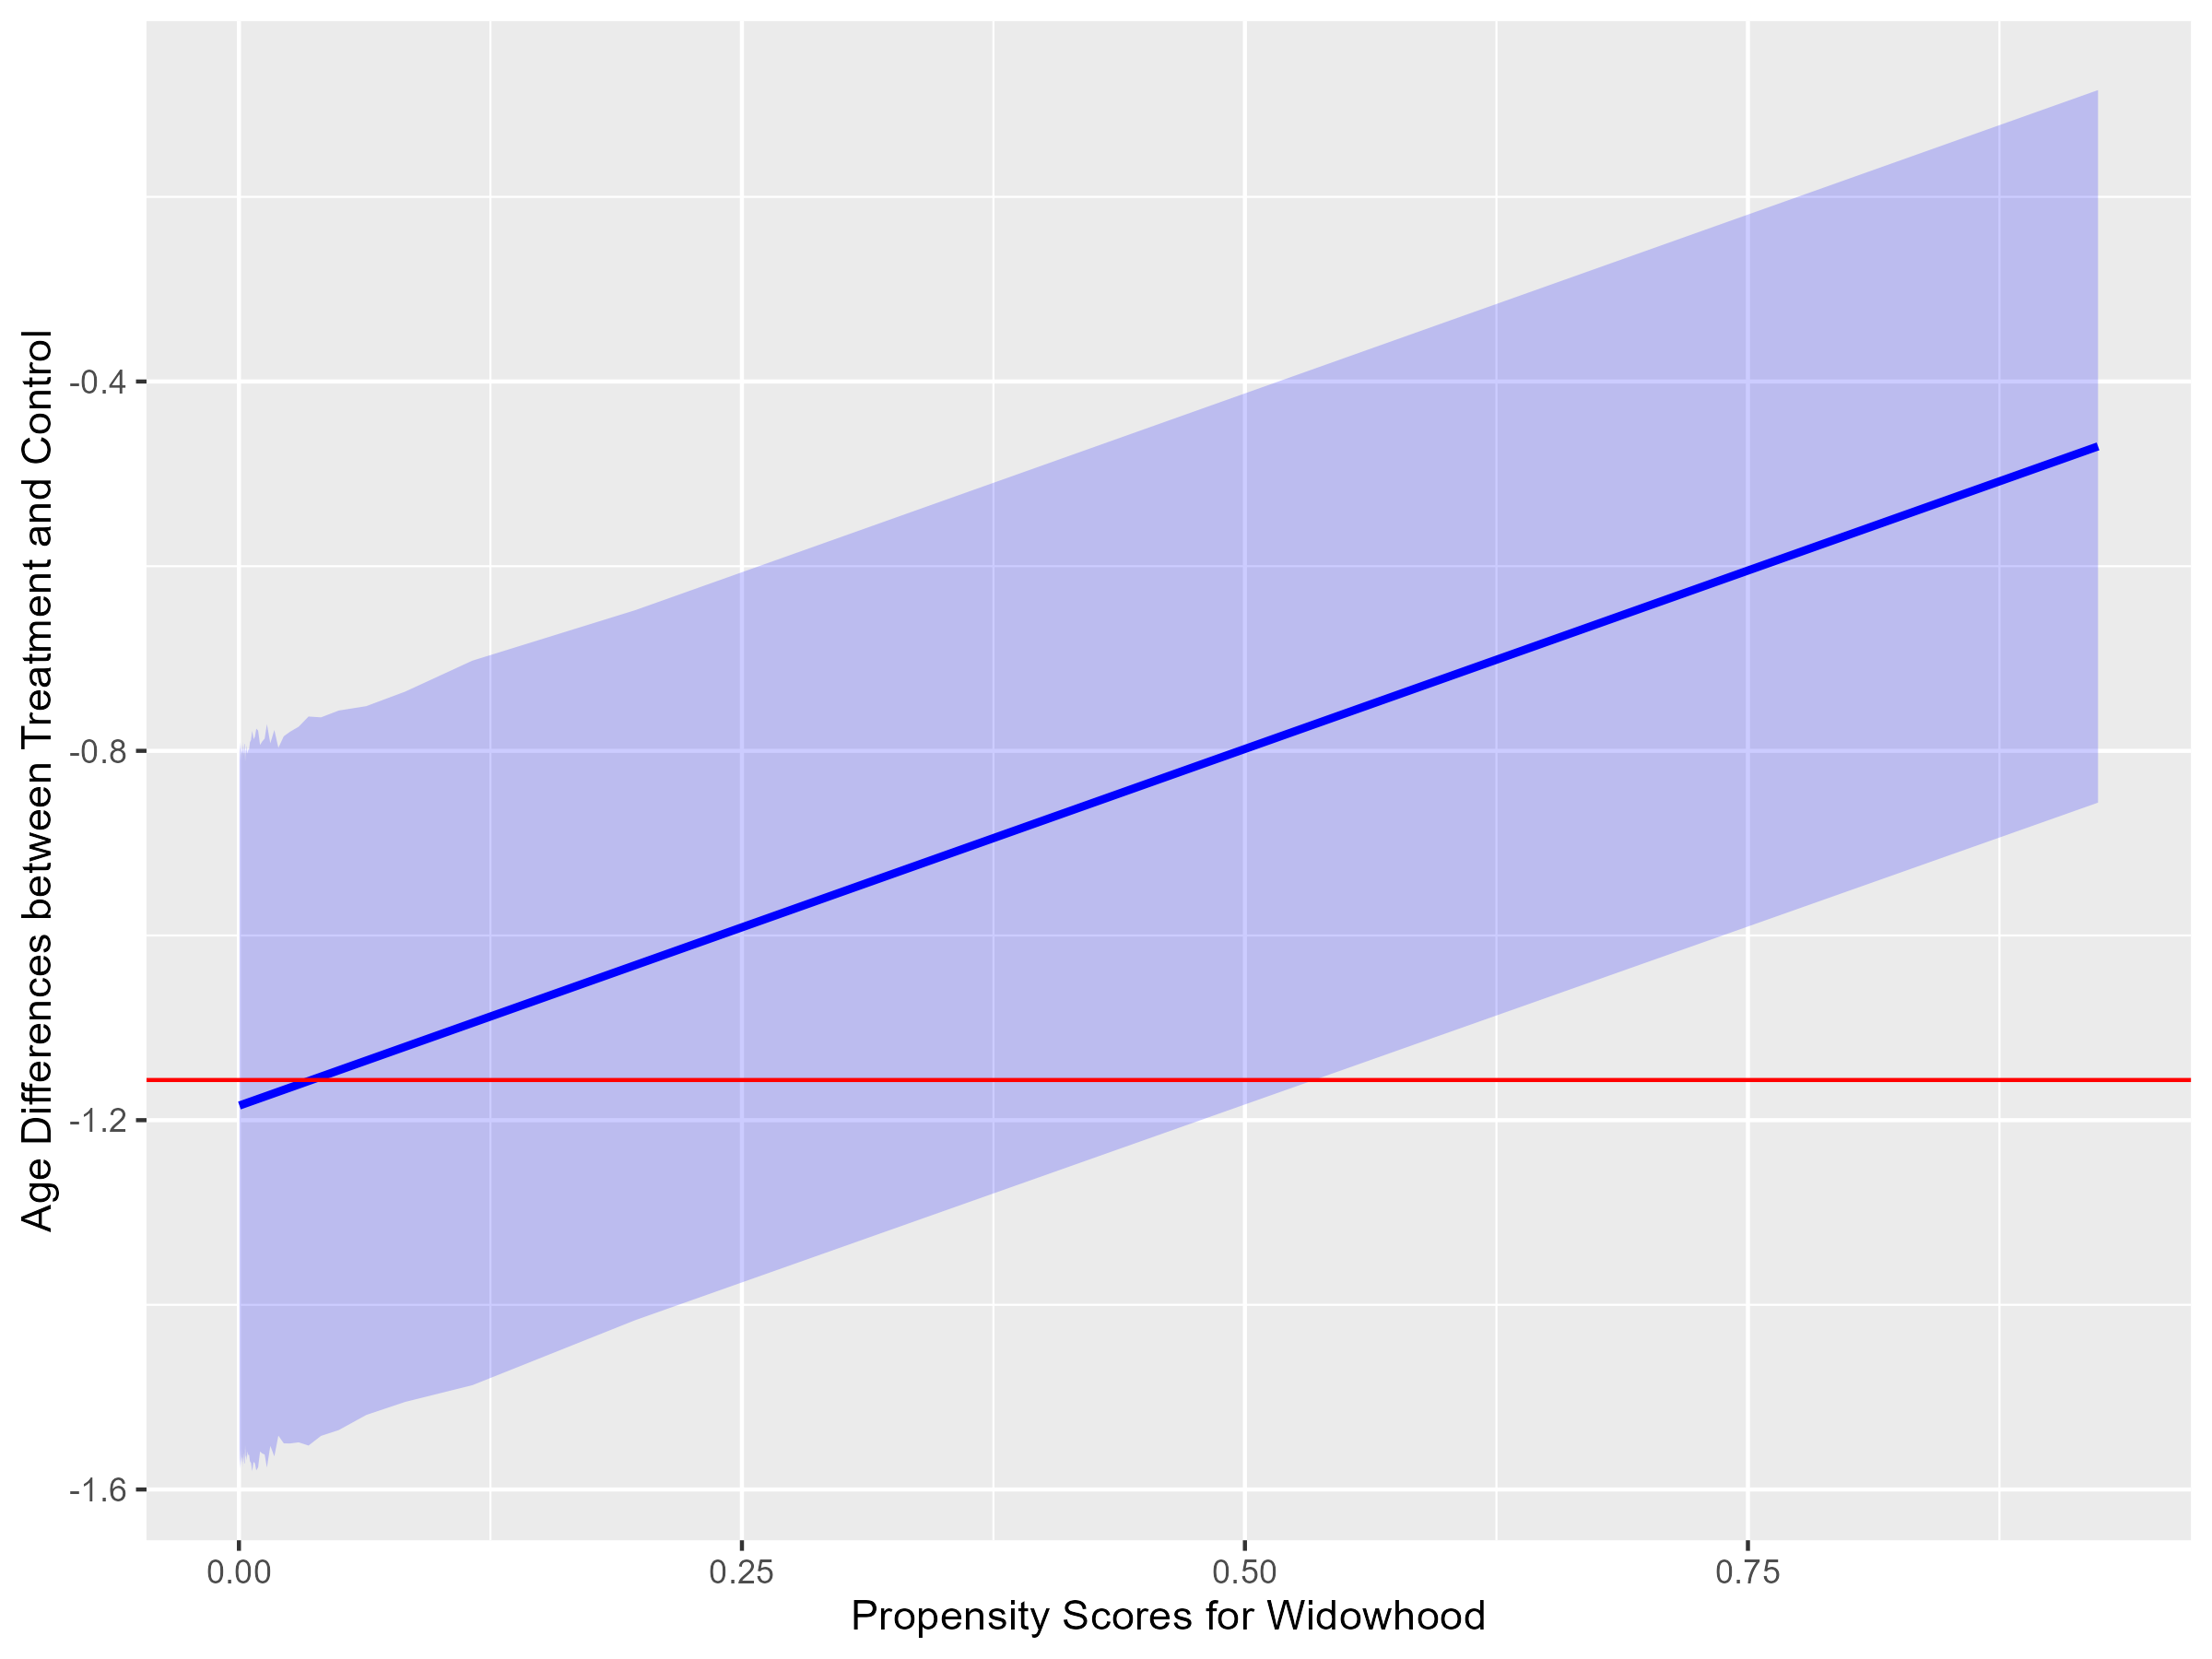 Age Differences between Treatment and Control
-0.4
-0.8
-1.2
-1.6
0.00 0.25 0.50 0.75
Propensity Scores for Widowhood